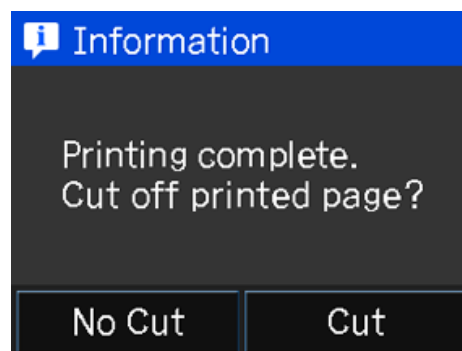 Information
Printing complete.
Cut off printed page?
No Cut
Cut